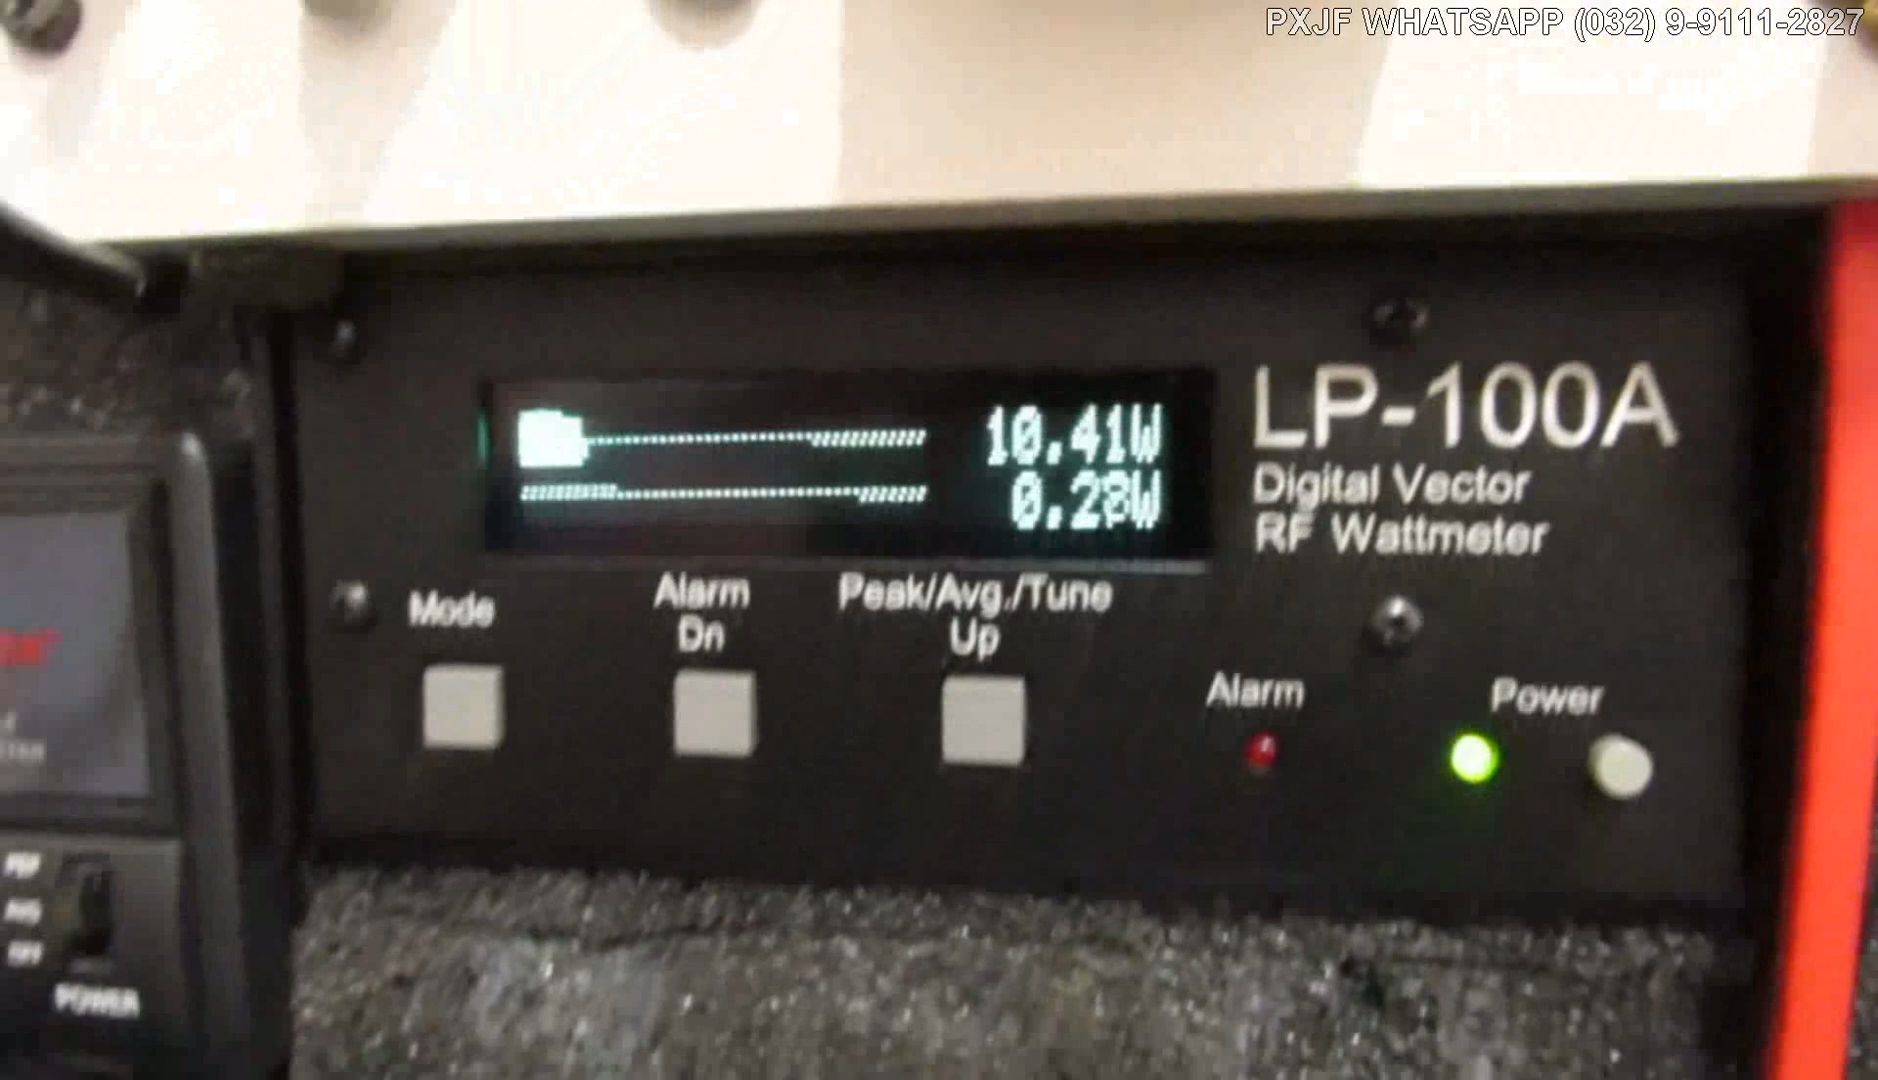 PXJF WHATSAPP (032) 9-9111-2827
10.41W
0.28W
LP-100A
Digital Vector
RF Wattmeter
Mode
Alarm
Dn
Peak/Avg./Tune
Up
Alarm
Power
POWER